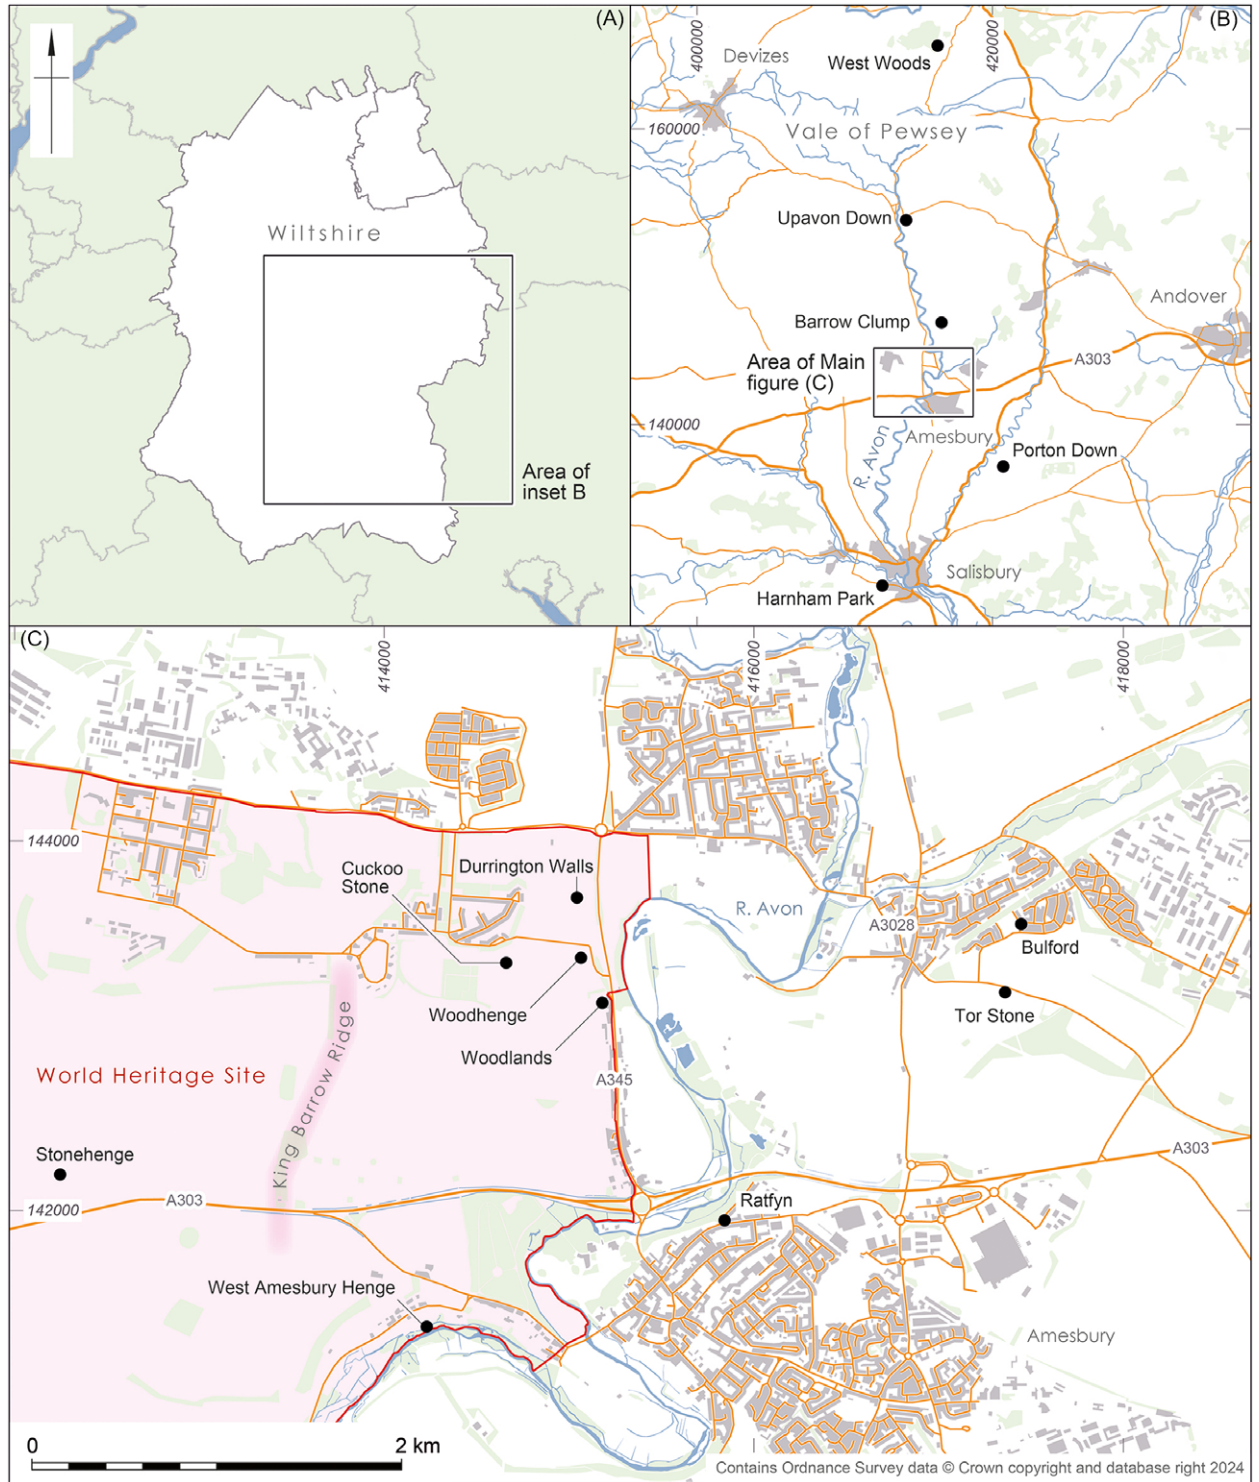 (A)
Wiltshire
Area of
inset B
(B)
400000
420000
Devizes
West Woods
160000
Vale of Pewsey
Upavon Down
Andover
Barrow Clump
Area of Main
figure (C)
A303
140000
R. Avon
Amesbury
Porton Down
Salisbury
Harnham Park
(C)
414000
416000
418000
144000
Cuckoo
Stone
Durrington Walls
R. Avon
A3028
Bulford
Woodhenge
Tor Stone
Woodlands
King Barrow Ridge
World Heritage Site
A345
Stonehenge
A303
A303
142000
Ratfyn
West Amesbury Henge
Amesbury
0
2 km
Contains Ordnance Survey data © Crown copyright and database right 2024